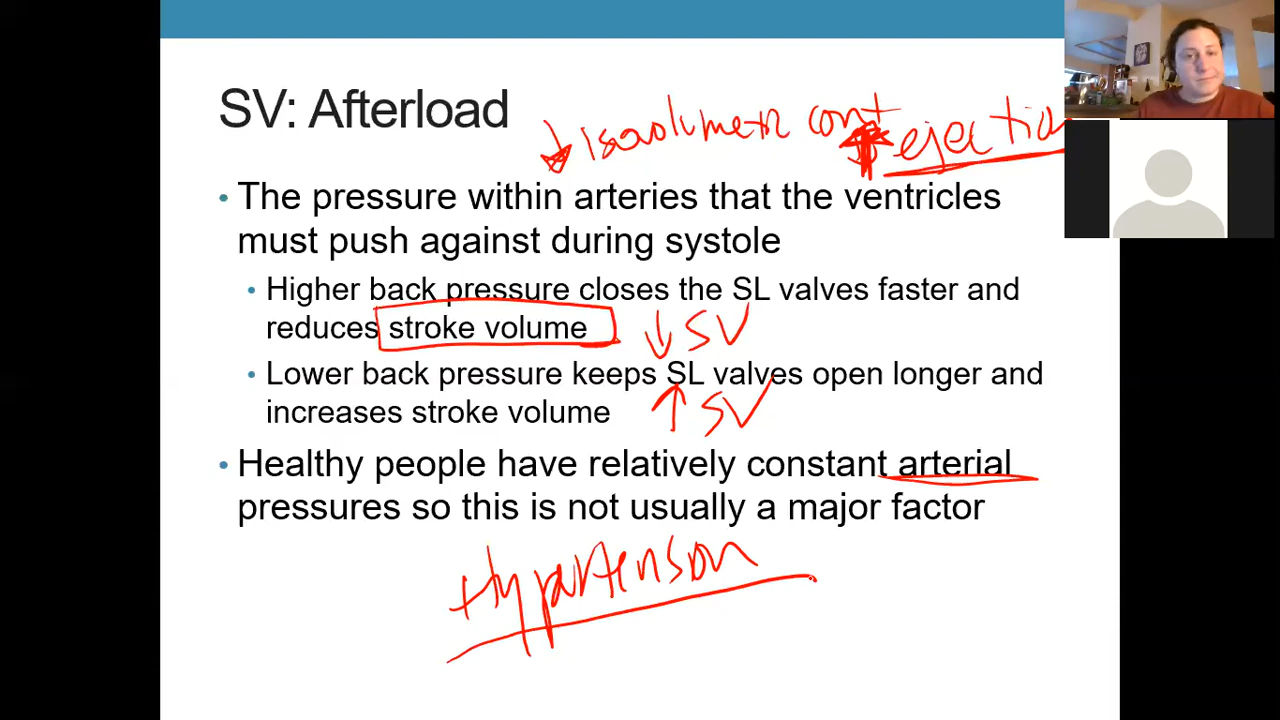 SV: Afterload
↓ isovolumetric cont ↑ ejection
• The pressure within arteries that the ventricles
must push against during systole
• Higher back pressure closes the SL valves faster and
reduces stroke volume
↓ SV
• Lower back pressure keeps SL valves open longer and
increases stroke volume ↑ SV
• Healthy people have relatively constant arterial
pressures so this is not usually a major factor
Hypertenson